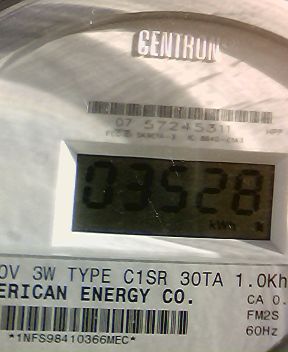 CENTRON
07 57245311
03528
kWh
0V 3W TYPE C1SR 30TA 1.0Kh
ERICAN ENERGY CO.
CA 0.
FM2S
60Hz
*1NFS98410366MEC*